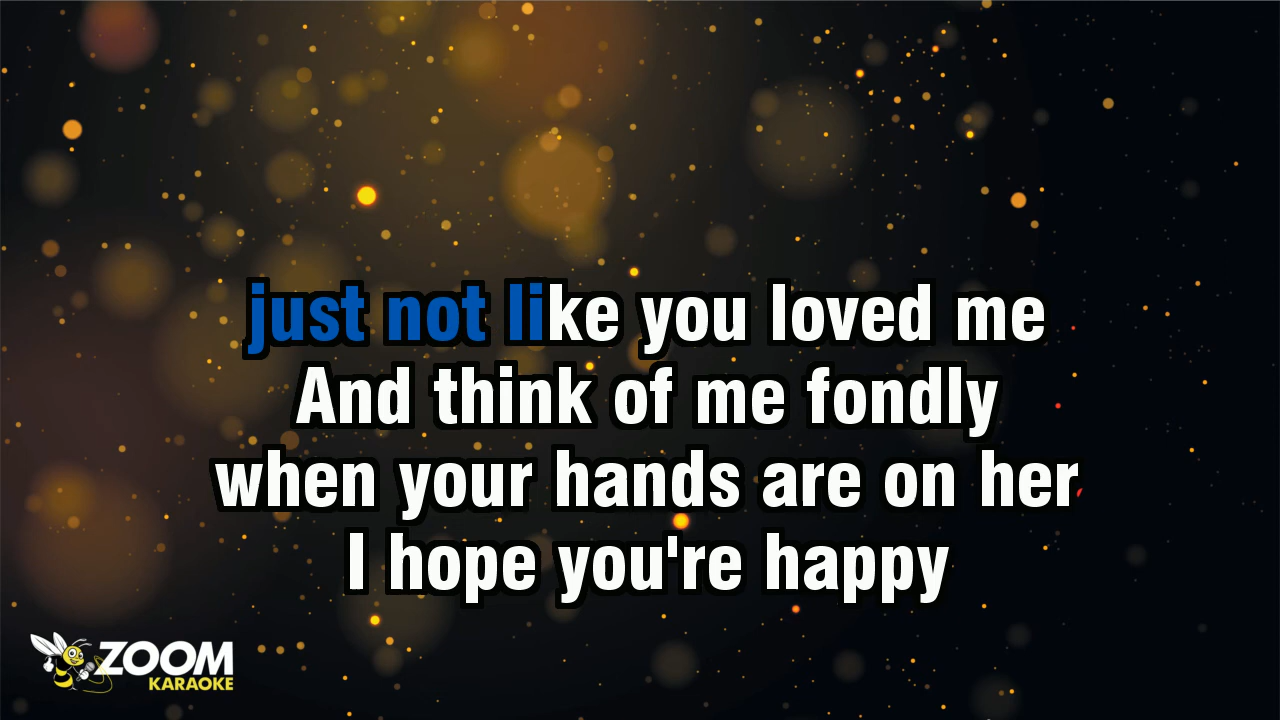 just not like you loved me
And think of me fondly
when your hands are on her
I hope you're happy
ZOOM
KARAOKE